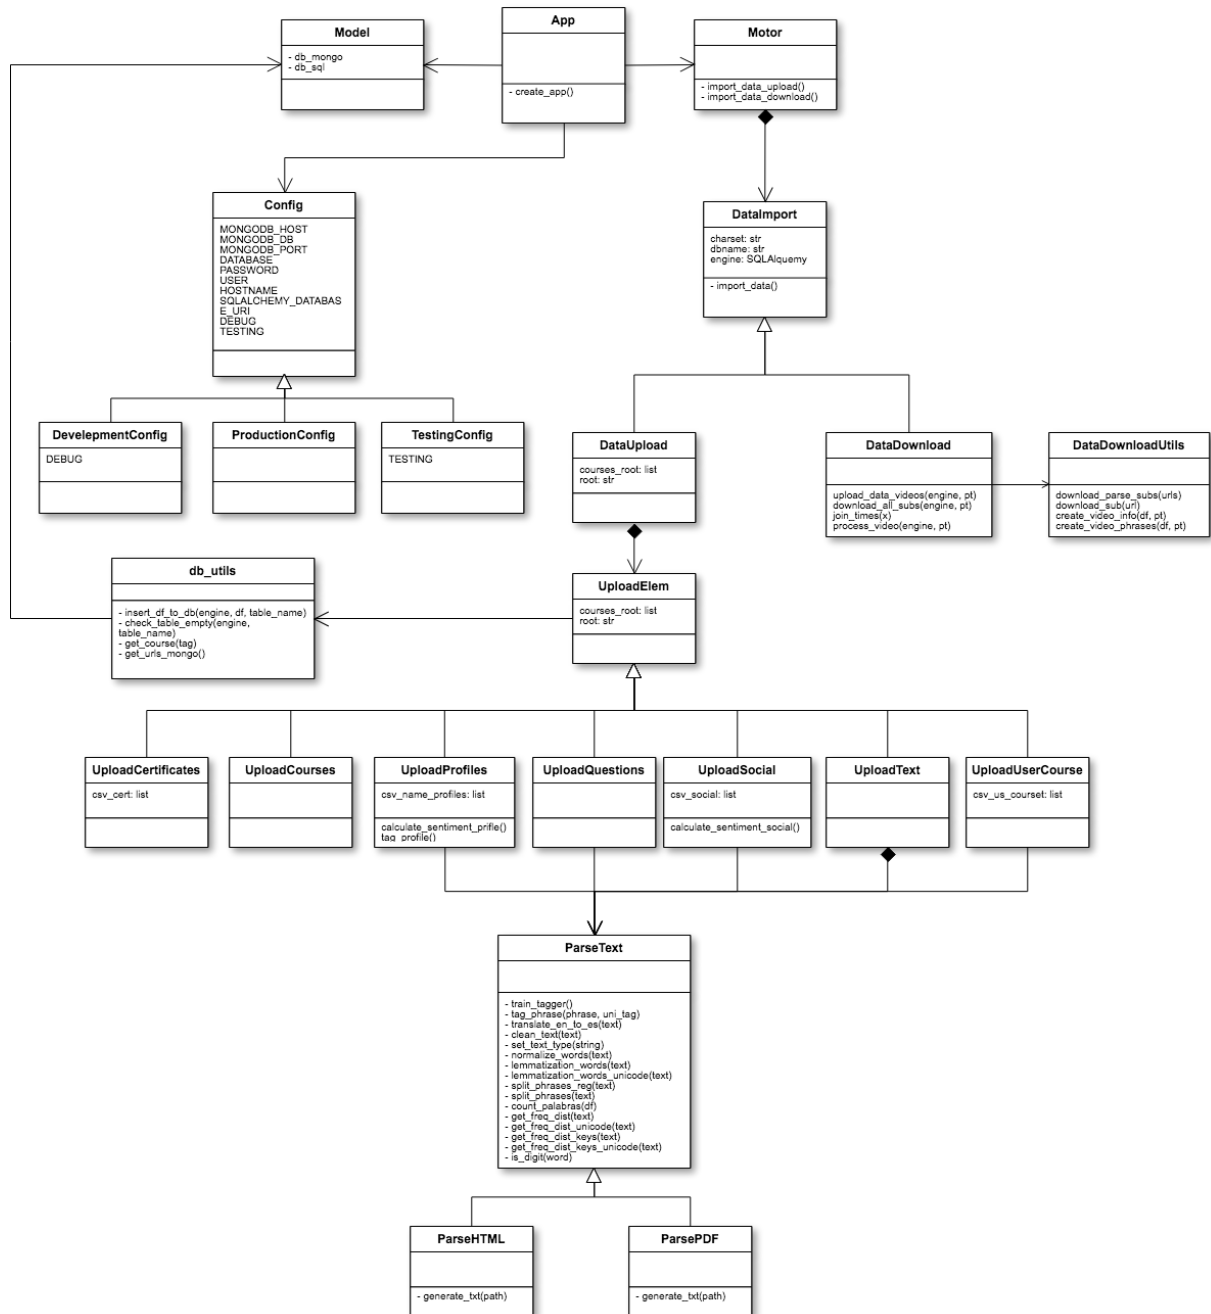 App
- create_app()
Model
- db_mongo
- db_sql
Motor
- import_data_upload()
- import_data_download()
Config
MONGODB_HOST
MONGODB_DB
MONGODB_PORT
DATABASE
PASSWORD
USER
HOSTNAME
SQLALCHEMY_DATABAS
E_URI
DEBUG
TESTING
DataImport
charset: str
dbname: str
engine: SQLAlquemy
- import_data()
DevelepmentConfig
DEBUG
ProductionConfig
TestingConfig
TESTING
DataUpload
courses_root: list
root: str
DataDownload
upload_data_videos(engine, pt)
download_all_subs(engine, pt)
join_times(x)
process_video(engine, pt)
DataDownloadUtils
download_parse_subs(urls)
download_sub(url)
create_video_info(df, pt)
create_video_phrases(df, pt)
db_utils
- insert_df_to_db(engine, df, table_name)
- check_table_empty(engine,
table_name)
- get_course(tag)
- get_urls_mongo()
UploadElem
courses_root: list
root: str
UploadCertificates
csv_cert: list
UploadCourses
UploadProfiles
csv_name_profiles: list
calculate_sentiment_prifle()
tag_profile()
UploadQuestions
UploadSocial
csv_social: list
calculate_sentiment_social()
UploadText
UploadUserCourse
csv_us_courset: list
ParseText
- train_tagger()
- tag_phrase(phrase, uni_tag)
- translate_en_to_es(text)
- clean_text(text)
- set_text_type(string)
- normalize_words(text)
- lemmatization_words(text)
- lemmatization_words_unicode(text)
- split_phrases_reg(text)
- split_phrases(text)
- count_palabras(df)
- get_freq_dist(text)
- get_freq_dist_unicode(text)
- get_freq_dist_keys(text)
- get_freq_dist_keys_unicode(text)
- is_digit(word)
ParseHTML
- generate_txt(path)
ParsePDF
- generate_txt(path)